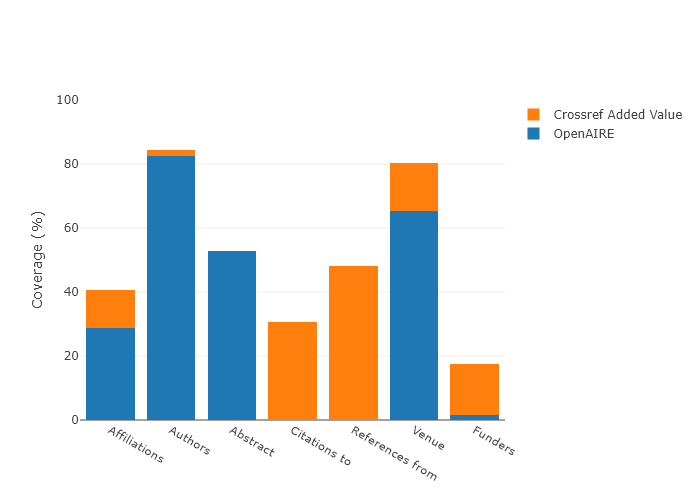 100
80
60
40
20
0
Coverage (%)
Affiliations
Authors
Abstract
Citations to
References from
Venue
Funders
Crossref Added Value
OpenAIRE